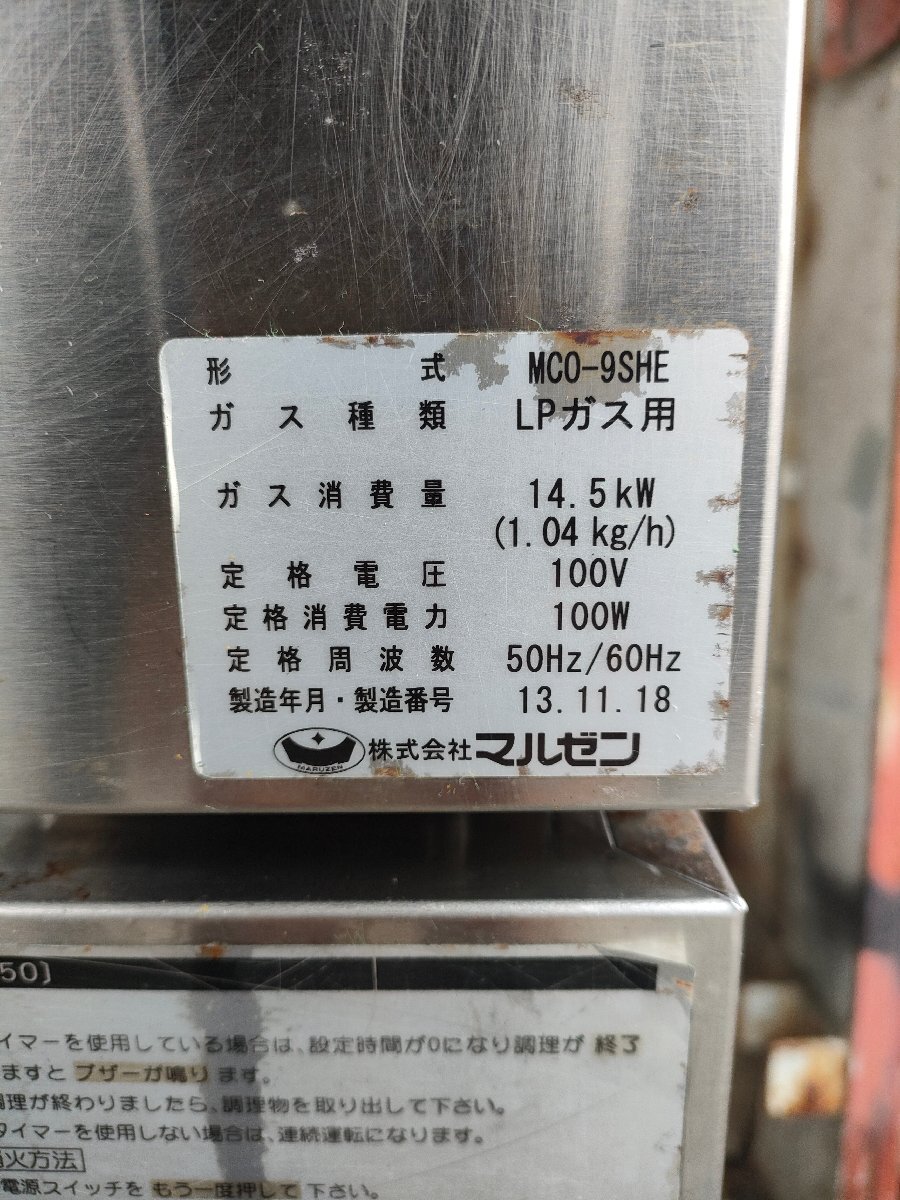 形式 MCO-9SHE
ガス種類 LPガス用
ガス消費量 14.5kW
(1.04 kg/h)
定格電圧 100V
定格消費電力 100W
定格周波数 50Hz/60Hz
製造年月・製造番号 13.11.18
MARUZEN 株式会社マルゼン
50]
イマーを使用している場合は、設定時間が0になり調理が 終了
ますと ブザーが鳴り ます。
調理が終わりましたら、調理物を取り出して下さい。
タイマーを使用しない場合は、連続運転になります。
消火方法
電源スイッチを もう一度押して 下さい。